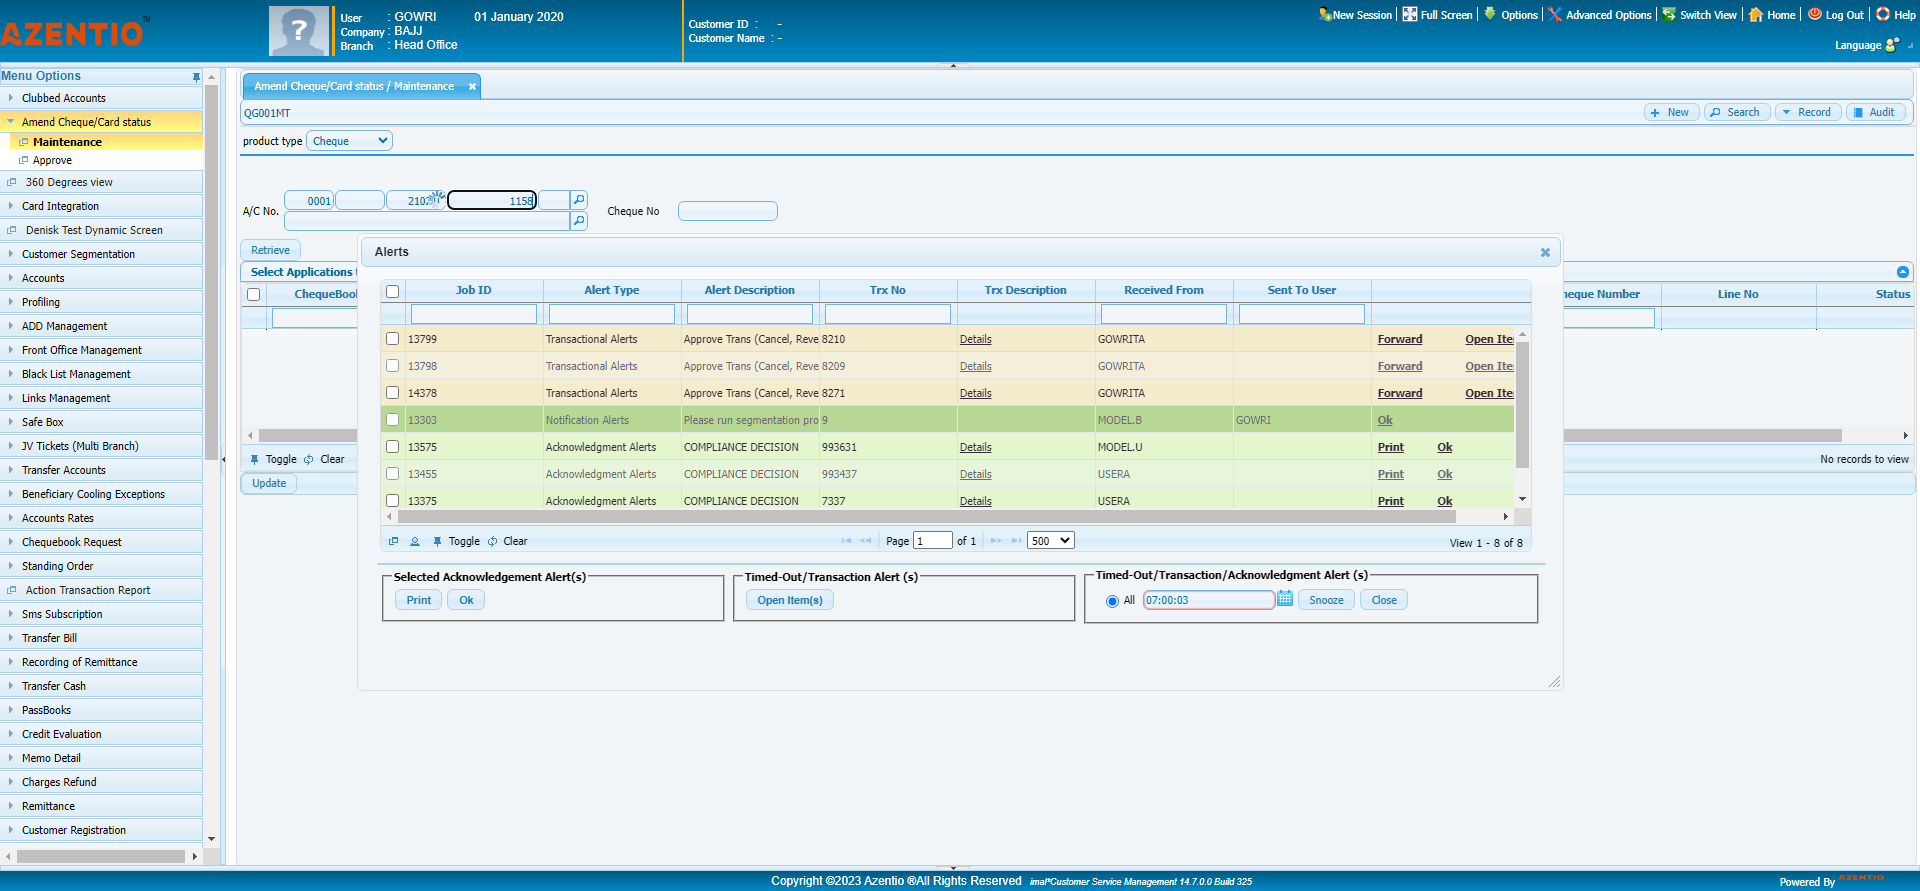 AZENTIO TM
User : GOWRI 01 January 2020
Company : BAJJ
Branch : Head Office
Customer ID : -
Customer Name : -
New Session Full Screen Options Advanced Options Switch View Home Log Out Help
Language
Menu Options
Clubbed Accounts
Amend Cheque/Card status
Maintenance
Approve
360 Degrees view
Card Integration
Denisk Test Dynamic Screen
Customer Segmentation
Accounts
Profiling
ADD Management
Front Office Management
Black List Management
Links Management
Safe Box
JV Tickets (Multi Branch)
Transfer Accounts
Beneficiary Cooling Exceptions
Accounts Rates
Chequebook Request
Standing Order
Action Transaction Report
Sms Subscription
Transfer Bill
Recording of Remittance
Transfer Cash
PassBooks
Credit Evaluation
Memo Detail
Charges Refund
Remittance
Customer Registration
Amend Cheque/Card status / Maintenance
QG001MT
New Search Record Audit
product type Cheque
A/C No. 0001 1158
Cheque No
Retrieve
Select Applications
ChequeBook
heque Number Line No Status
Toggle Clear
No records to view
Update
Alerts
Job ID Alert Type Alert Description Trx No Trx Description Received From Sent To User
13799 Transactional Alerts Approve Trans (Cancel, Reve 8210 Details GOWRITA Forward Open Iter
13798 Transactional Alerts Approve Trans (Cancel, Reve 8209 Details GOWRITA Forward Open Iter
14378 Transactional Alerts Approve Trans (Cancel, Reve 8271 Details GOWRITA Forward Open Iter
13303 Notification Alerts Please run segmentation pro 9 MODEL.B GOWRI Ok
13575 Acknowledgment Alerts COMPLIANCE DECISION 993631 Details MODEL.U Print Ok
13455 Acknowledgment Alerts COMPLIANCE DECISION 993437 Details USERA Print Ok
13375 Acknowledgment Alerts COMPLIANCE DECISION 7337 Details USERA Print Ok
Toggle Clear Page 1 of 1 500 View 1 - 8 of 8
Selected Acknowledgement Alert(s)
Print Ok
Timed-Out/Transaction Alert (s)
Open Item(s)
Timed-Out/Transaction/Acknowledgment Alert (s)
All 07:00:03 Snooze Close
Copyright ©2023 Azentio ®All Rights Reserved imal*Customer Service Management 14.7.0.0 Build 325
Powered By AZENTIO